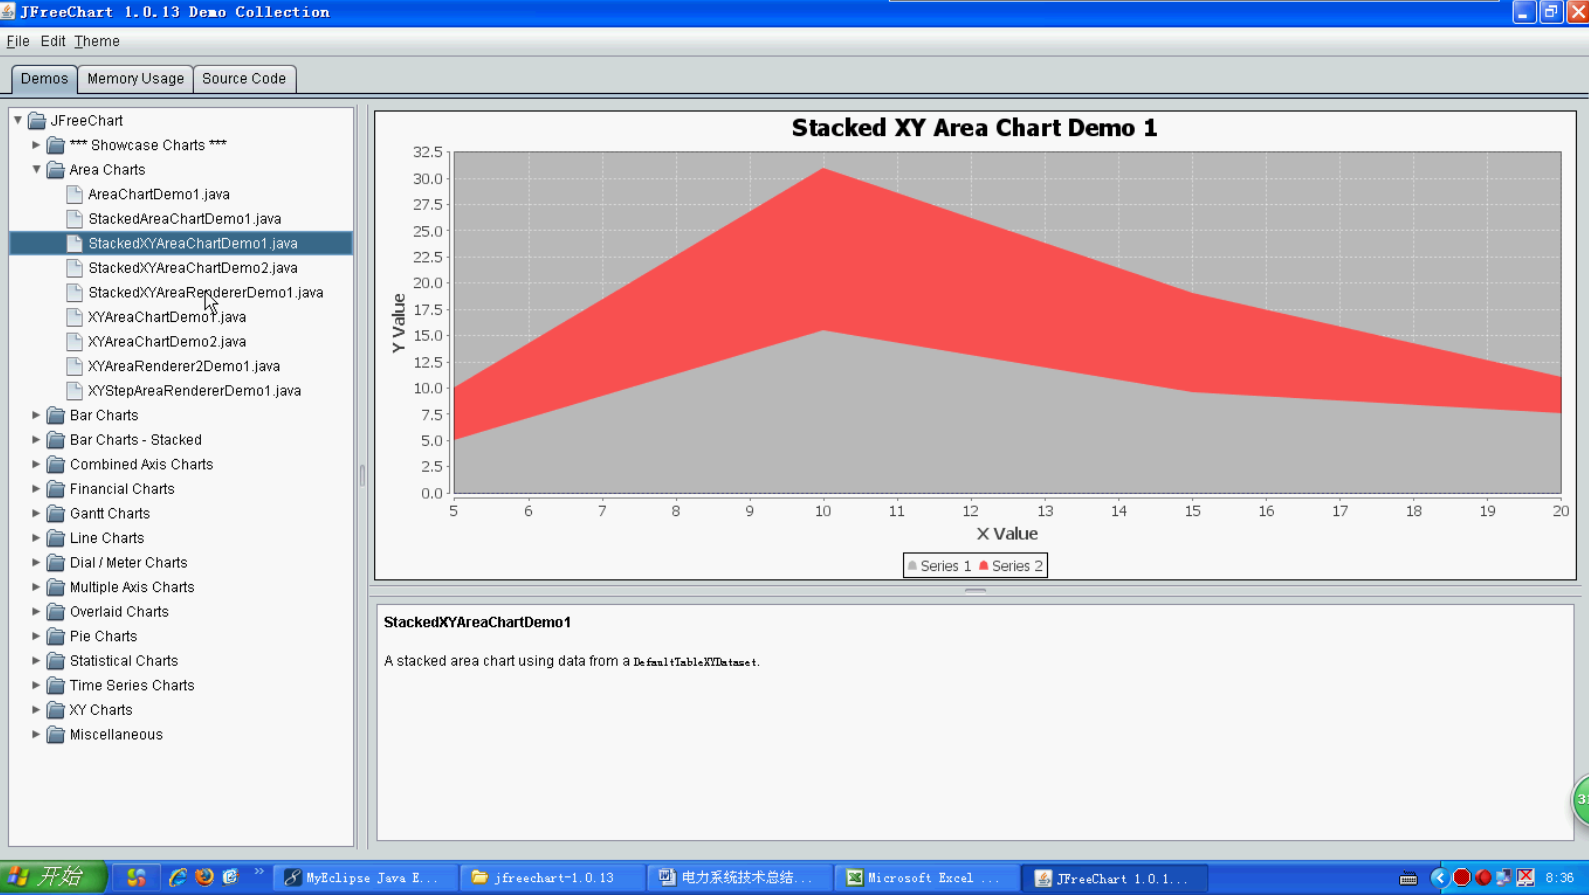 JFreeChart 1.0.13 Demo Collection
File Edit Theme
Demos Memory Usage Source Code
JFreeChart
*** Showcase Charts ***
Area Charts
AreaChartDemo1.java
StackedAreaChartDemo1.java
StackedXYAreaChartDemo1.java
StackedXYAreaChartDemo2.java
StackedXYAreaRendererDemo1.java
XYAreaChartDemo1.java
XYAreaChartDemo2.java
XYAreaRenderer2Demo1.java
XYStepAreaRendererDemo1.java
Bar Charts
Bar Charts - Stacked
Combined Axis Charts
Financial Charts
Gantt Charts
Line Charts
Dial / Meter Charts
Multiple Axis Charts
Overlaid Charts
Pie Charts
Statistical Charts
Time Series Charts
XY Charts
Miscellaneous
Stacked XY Area Chart Demo 1
32.5
30.0
27.5
25.0
22.5
20.0
17.5
15.0
12.5
10.0
7.5
5.0
2.5
0.0
Y Value
5 6 7 8 9 10 11 12 13 14 15 16 17 18 19 20
X Value
Series 1 Series 2
StackedXYAreaChartDemo1
A stacked area chart using data from a DefaultTableXYDataset.
31
开始 » MyEclipse Java E... jfreechart-1.0.13 电力系统技术总结... Microsoft Excel ... JFreeChart 1.0.1... 8:36